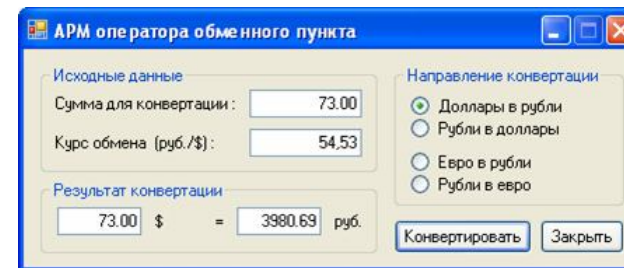 АРМ оператора обменного пункта
Исходные данные
Сумма для конвертации: 73.00
Курс обмена (руб./$): 54,53
Результат конвертации
73.00 $ = 3980.69 руб.
Направление конвертации
Доллары в рубли
Рубли в доллары
Евро в рубли
Рубли в евро
Конвертировать Закрыть